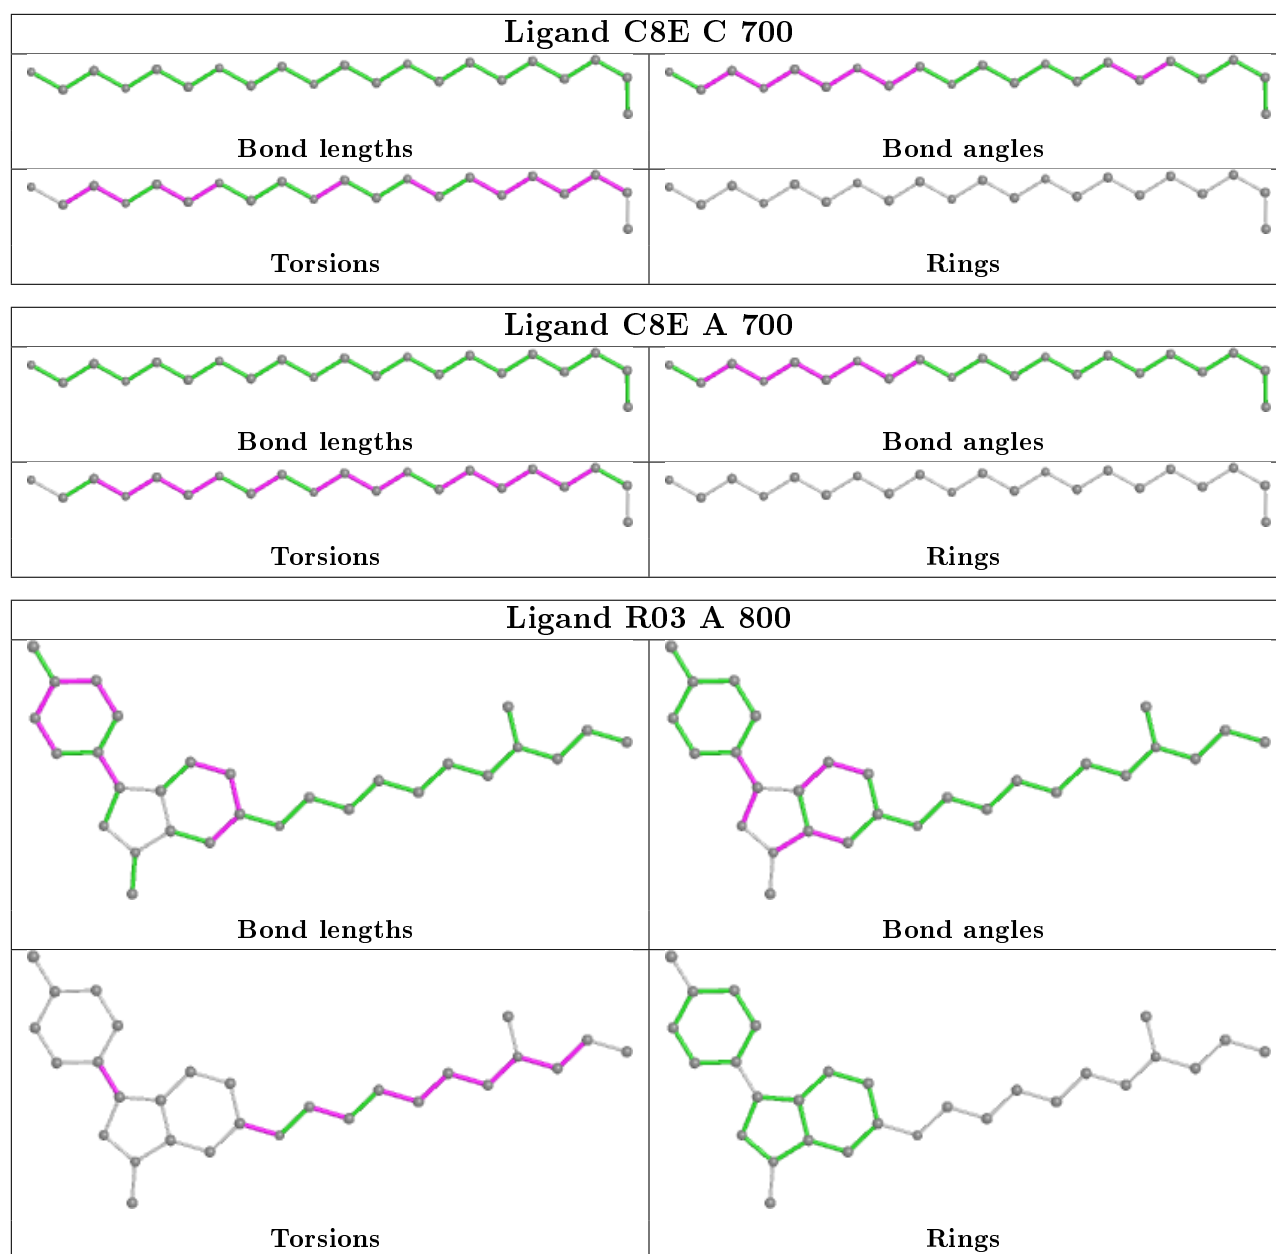 Ligand C8E C 700
Bond lengths
Bond angles
Torsions
Rings
Ligand C8E A 700
Bond lengths
Bond angles
Torsions
Rings
Ligand R03 A 800
Bond lengths
Bond angles
Torsions
Rings